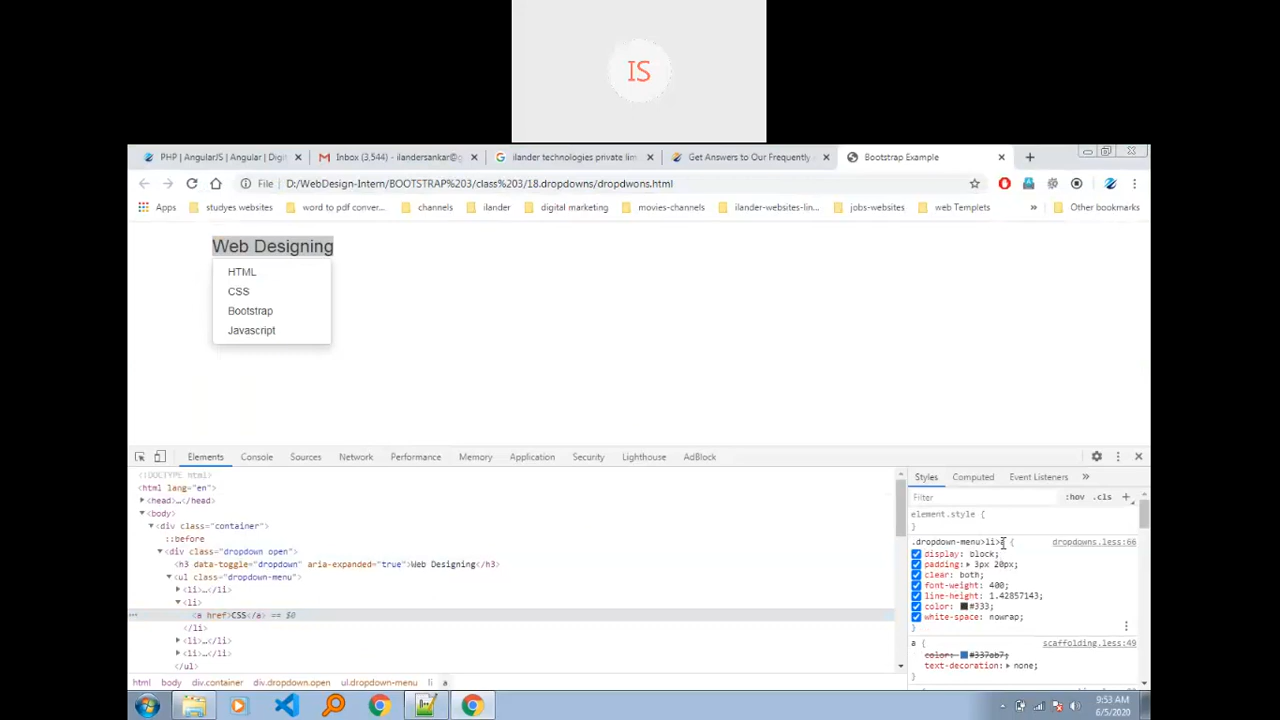 IS
PHP | AngularJS | Angular | Digit
Inbox (3,544) - ilandersankar@g
ilander technologies private lim
Get Answers to Our Frequently
Bootstrap Example
File D:/WebDesign-Intern/BOOTSTRAP%203/class%203/18.dropdowns/dropdwons.html
Apps studyes websites word to pdf conver... channels ilander digital marketing movies-channels ilander-websites-lin... jobs-websites web Templets » Other bookmarks
Web Designing
HTML
CSS
Bootstrap
Javascript
Elements Console Sources Network Performance Memory Application Security Lighthouse AdBlock
<!DOCTYPE html>
<html lang="en">
<head>…</head>
<body>
<div class="container">
::before
<div class="dropdown open">
<h3 data-toggle="dropdown" aria-expanded="true">Web Designing</h3>
<ul class="dropdown-menu">
<li>…</li>
<li>
<a href>CSS</a> == $0
</li>
<li>…</li>
<li>…</li>
</ul>
html body div.container div.dropdown.open ul.dropdown-menu li a
Styles Computed Event Listeners »
Filter :hov .cls +
element.style {
}
.dropdown-menu>li>a { dropdowns.less:66
display: block;
padding: 3px 20px;
clear: both;
font-weight: 400;
line-height: 1.42857143;
color: #333;
white-space: nowrap;
}
a { scaffolding.less:49
color: #337ab7;
text-decoration: none;
}
9:53 AM
6/5/2020